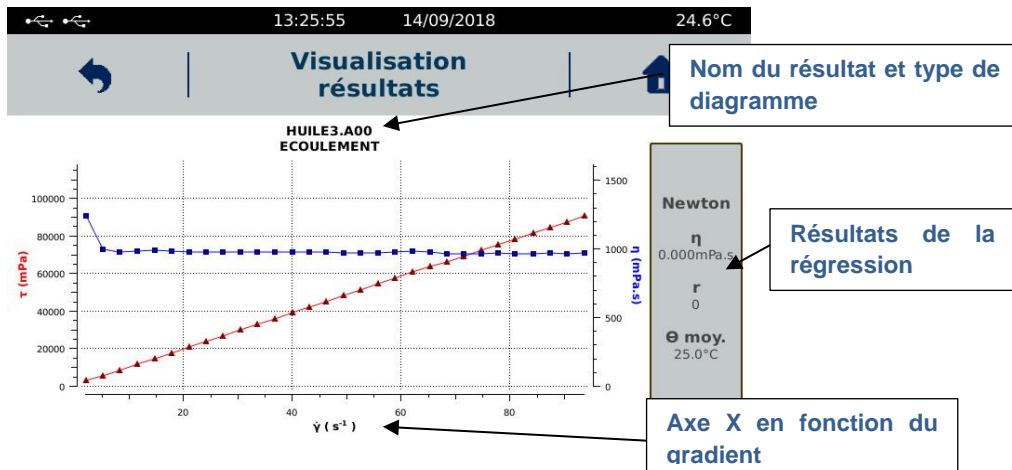 13:25:55 14/09/2018 24.6°C
Visualisation
résultats
Nom du résultat et type de
diagramme
HUILE3.A00
ECOULEMENT
τ (mPa)
100000
80000
60000
40000
20000
0
1500
1000
500
0
η (mPa.s)
20 40 60 80
γ̇ ( s⁻¹ )
Newton
η
0.000mPa.s
r
0
Θ moy.
25.0°C
Résultats de la
régression
Axe X en fonction du
gradient